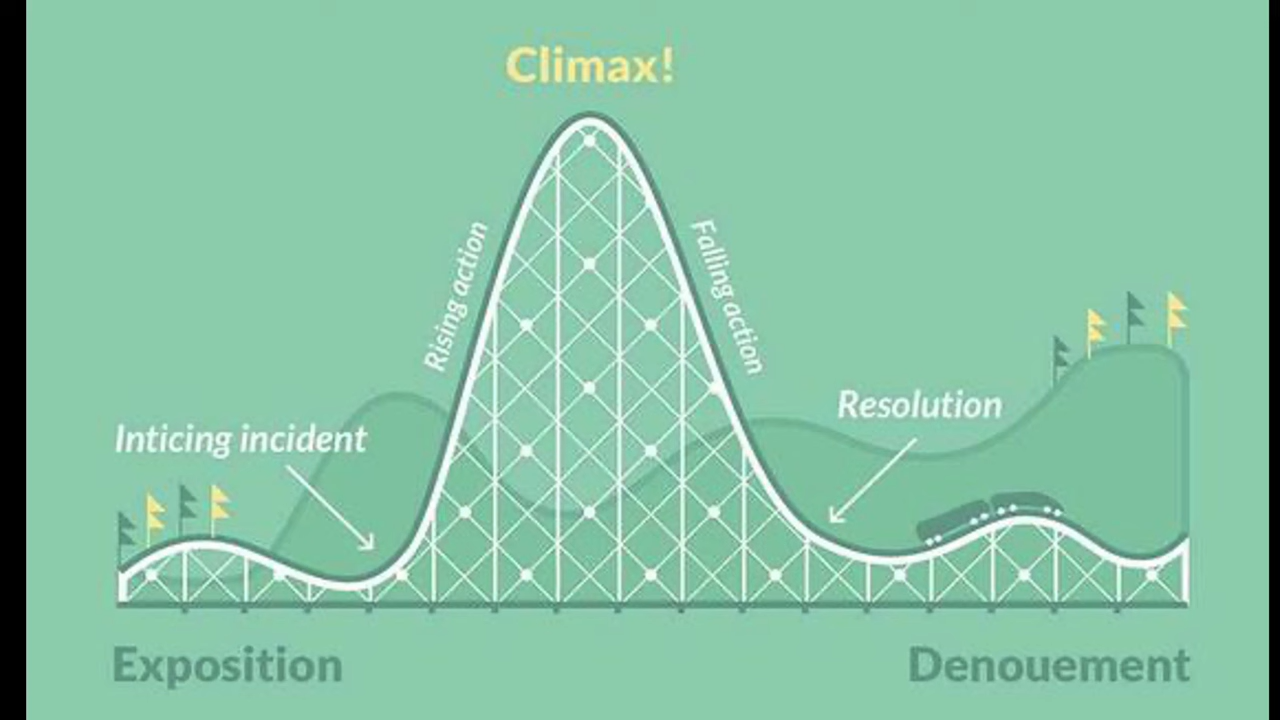 Climax!
Rising action
Falling action
Inticing incident
Resolution
Exposition
Denouement